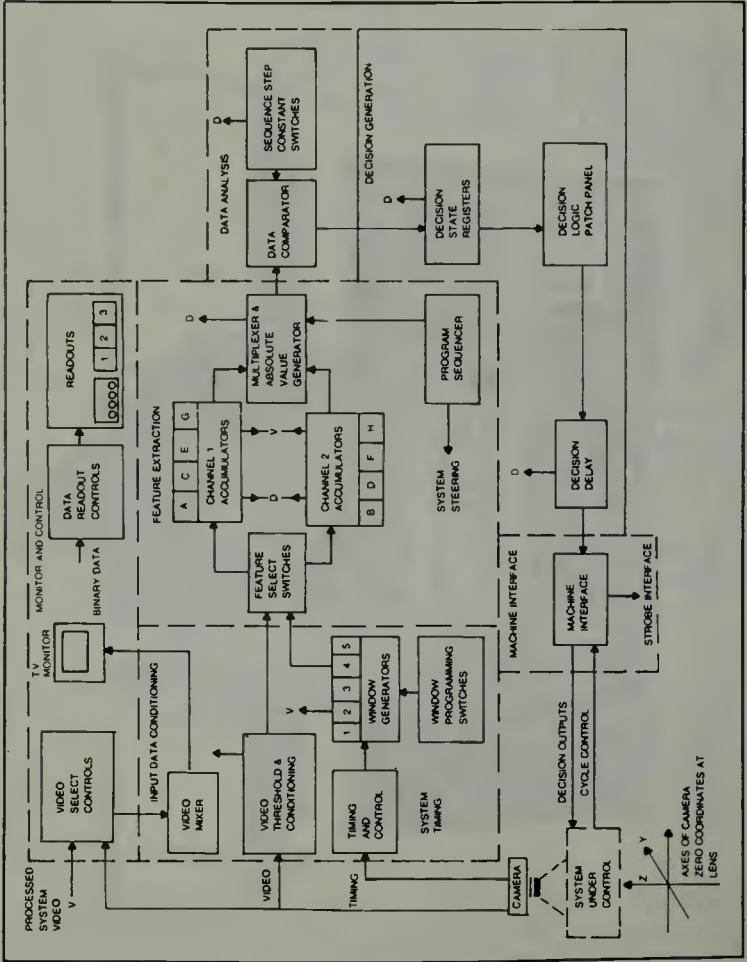 PROCESSED
SYSTEM
VIDEO
V
VIDEO
SELECT
CONTROLS
TV
MONITOR
MONITOR AND CONTROL
BINARY DATA
DATA
READOUT
CONTROLS
READOUTS
0000
1 2 3
INPUT DATA CONDITIONING
VIDEO
MIXER
VIDEO
VIDEO
THRESHOLD &
CONDITIONING
TIMING
TIMING
AND
CONTROL
SYSTEM
TIMING
V
1 2 3 4 5
WINDOW
GENERATORS
WINDOW
PROGRAMMING
SWITCHES
FEATURE EXTRACTION
FEATURE
SELECT
SWITCHES
A C E G
CHANNEL 1
ACCUMULATORS
D
V
CHANNEL 2
ACCUMULATORS
B D F H
D
MULTIPLEXER &
ABSOLUTE
VALUE
GENERATOR
SYSTEM
STEERING
PROGRAM
SEQUENCER
DATA ANALYSIS
DATA
COMPARATOR
D
SEQUENCE STEP
CONSTANT
SWITCHES
DECISION GENERATION
D
DECISION
STATE
REGISTERS
DECISION
LOGIC
PATCH PANEL
D
DECISION
DELAY
MACHINE INTERFACE
MACHINE
INTERFACE
STROBE INTERFACE
DECISION OUTPUTS
CYCLE CONTROL
CAMERA
SYSTEM
UNDER
CONTROL
Z
Y
AXES OF CAMERA
ZERO COORDINATES AT
LENS